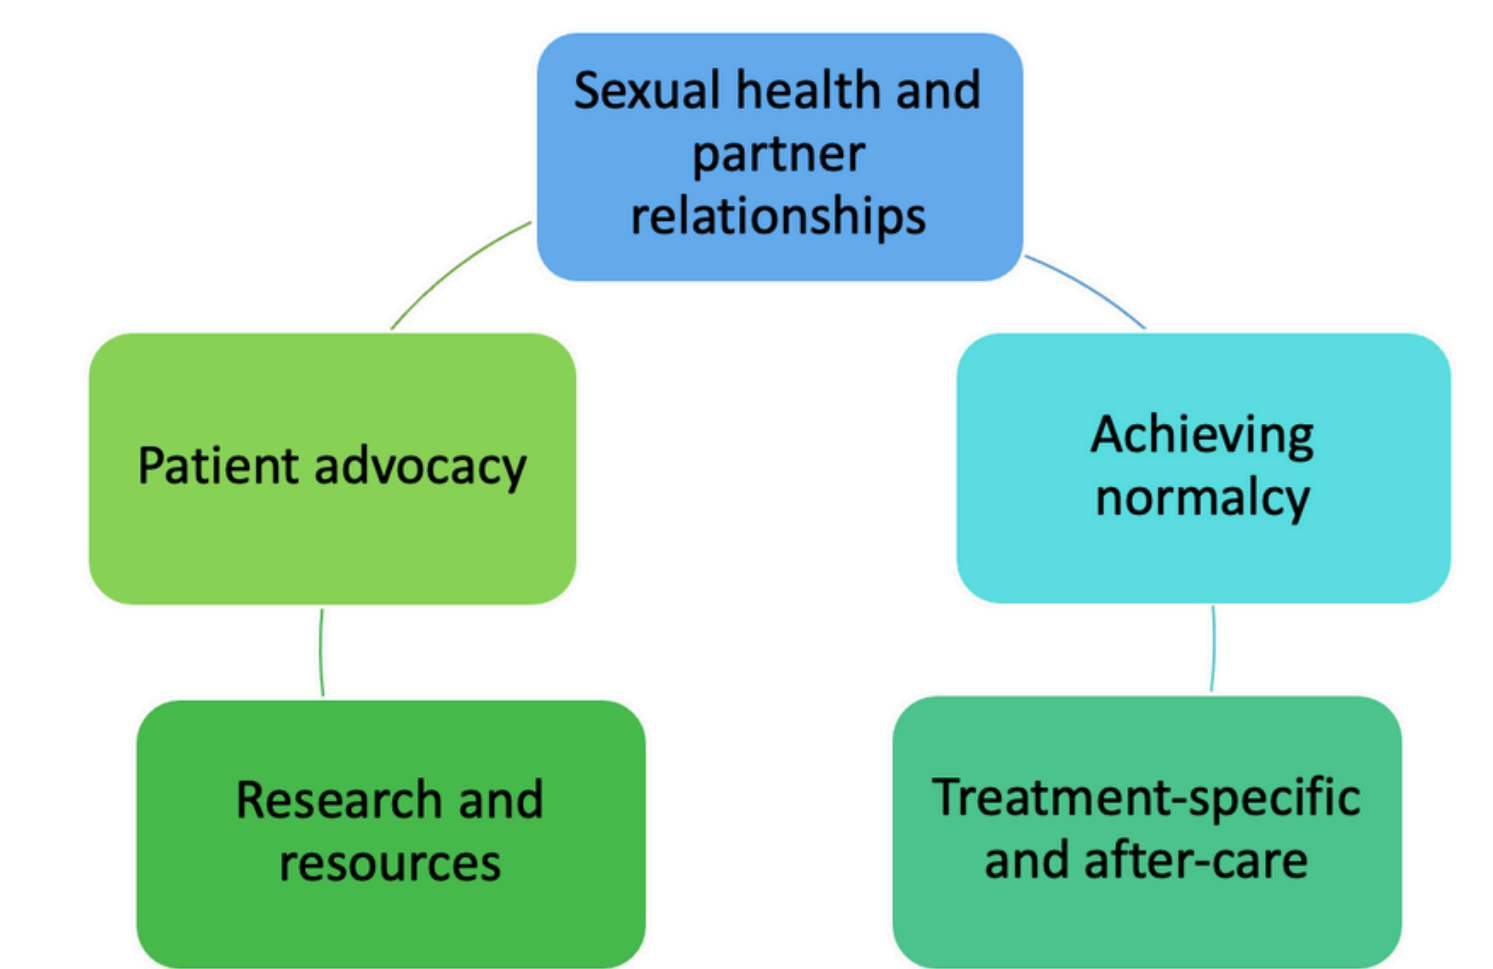 Sexual health and
partner
relationships
Patient advocacy
Achieving
normalcy
Research and
resources
Treatment-specific
and after-care